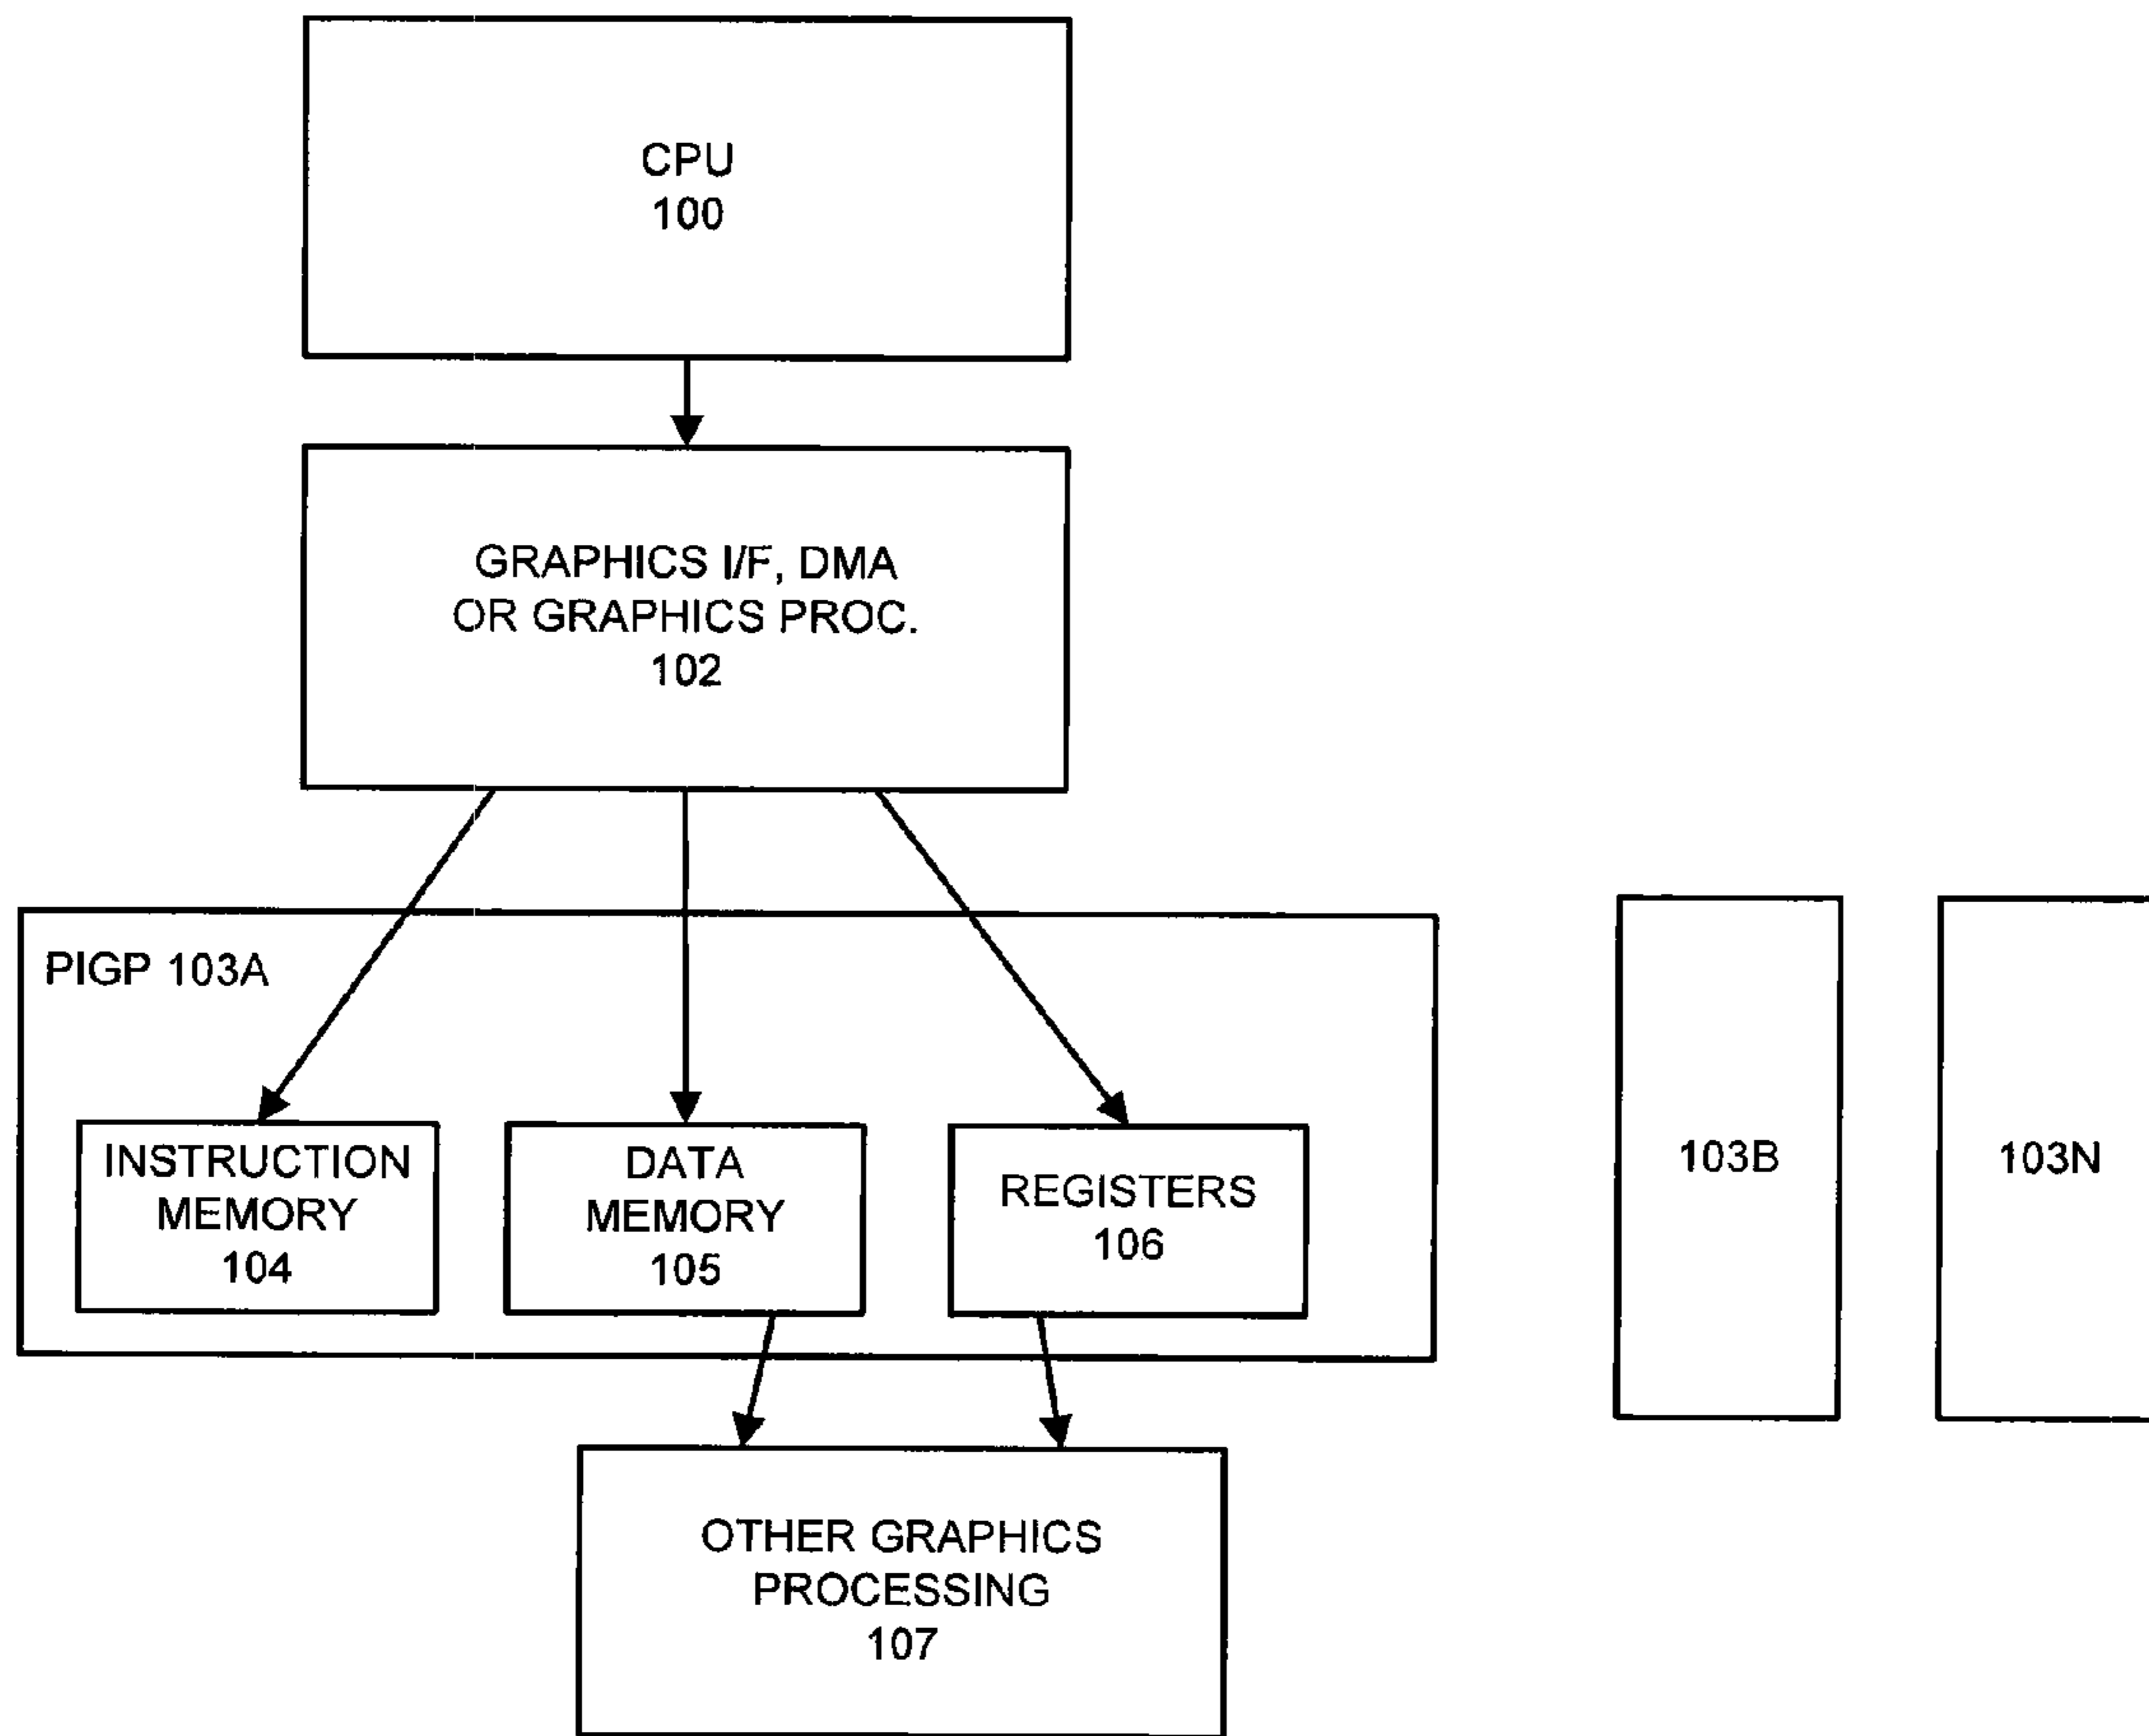 CPU
100
GRAPHICS I/F, DMA
OR GRAPHICS PROC.
102
PIGP 103A
INSTRUCTION
MEMORY
104
DATA
MEMORY
105
REGISTERS
106
103B
103N
OTHER GRAPHICS
PROCESSING
107